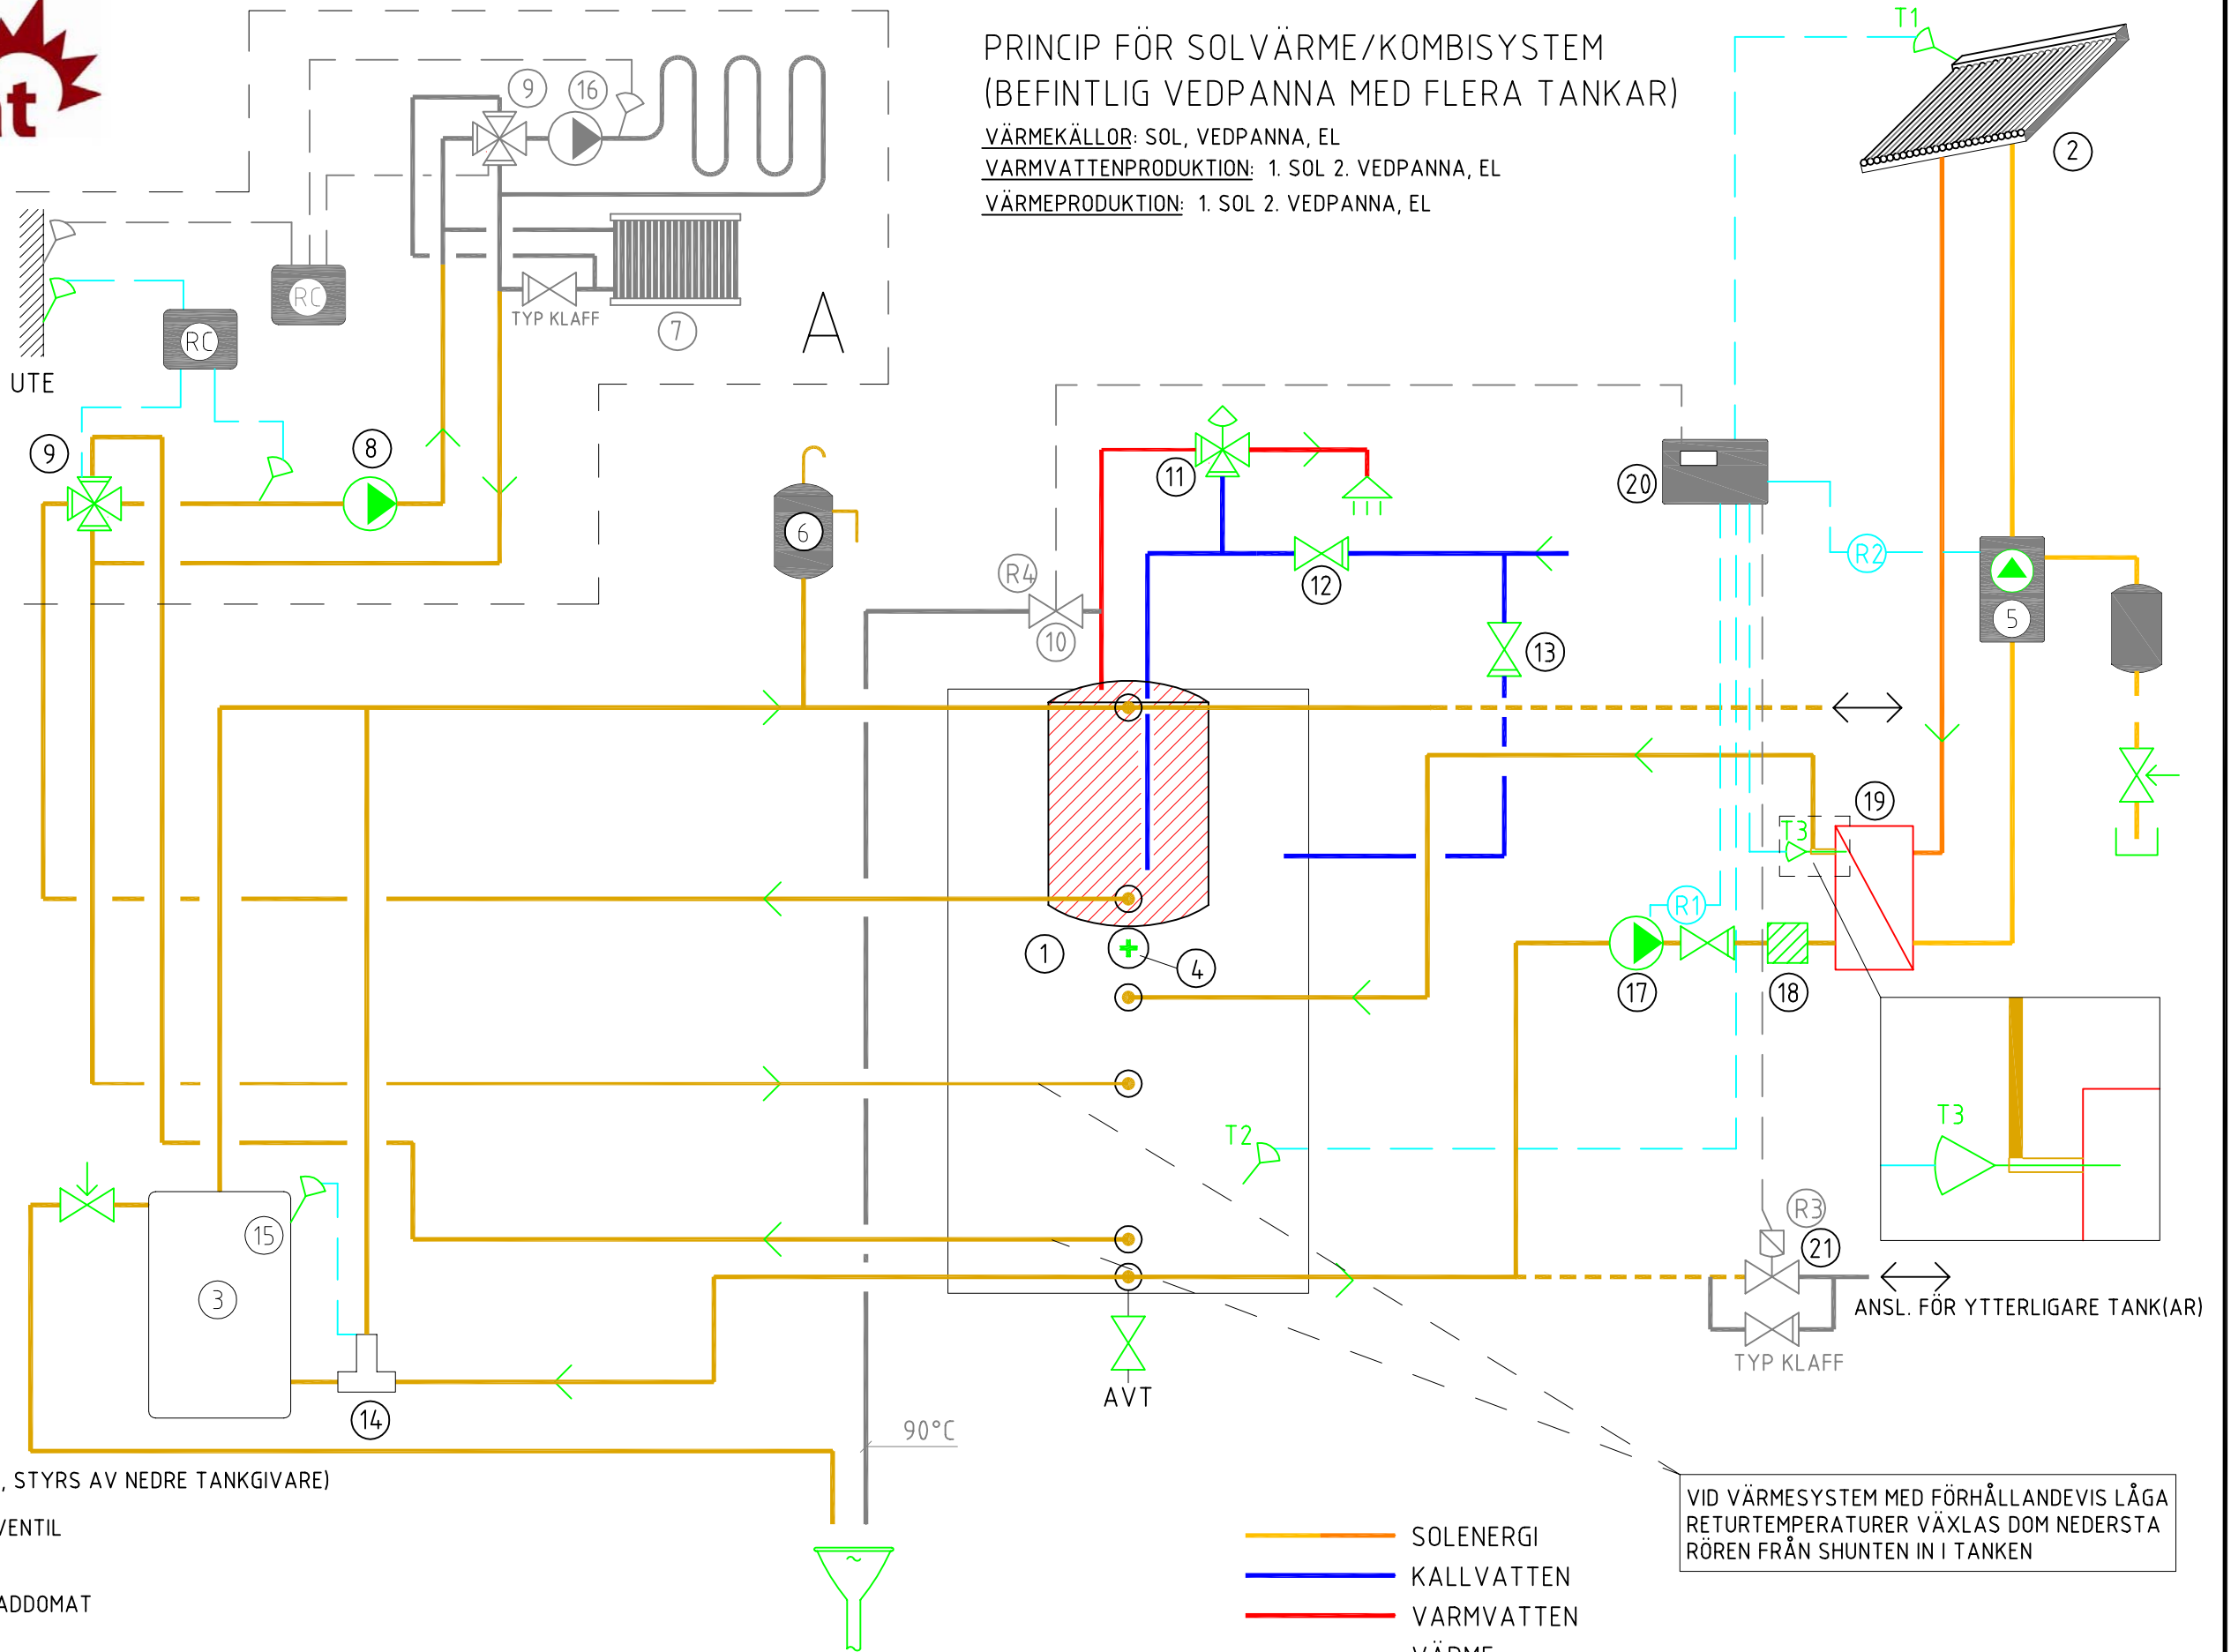 t
PRINCIP FÖR SOLVÄRME/KOMBISYSTEM
(BEFINTLIG VEDPANNA MED FLERA TANKAR)
VÄRMEKÄLLOR: SOL, VEDPANNA, EL
VARMVATTENPRODUKTION: 1. SOL 2. VEDPANNA, EL
VÄRMEPRODUKTION: 1. SOL 2. VEDPANNA, EL
T1
2
9
16
RC
TYP KLAFF
7
A
RC
UTE
9
8
6
11
12
13
R4
10
20
R2
5
19
T3
R1
17
18
1
4
T2
T3
R3
21
ANSL. FÖR YTTERLIGARE TANK(AR)
TYP KLAFF
15
3
14
AVT
90°C
, STYRS AV NEDRE TANKGIVARE)
VENTIL
ADDOMAT
VID VÄRMESYSTEM MED FÖRHÅLLANDEVIS LÅGA
RETURTEMPERATURER VÄXLAS DOM NEDERSTA
RÖREN FRÅN SHUNTEN IN I TANKEN
SOLENERGI
KALLVATTEN
VARMVATTEN
VÄRME